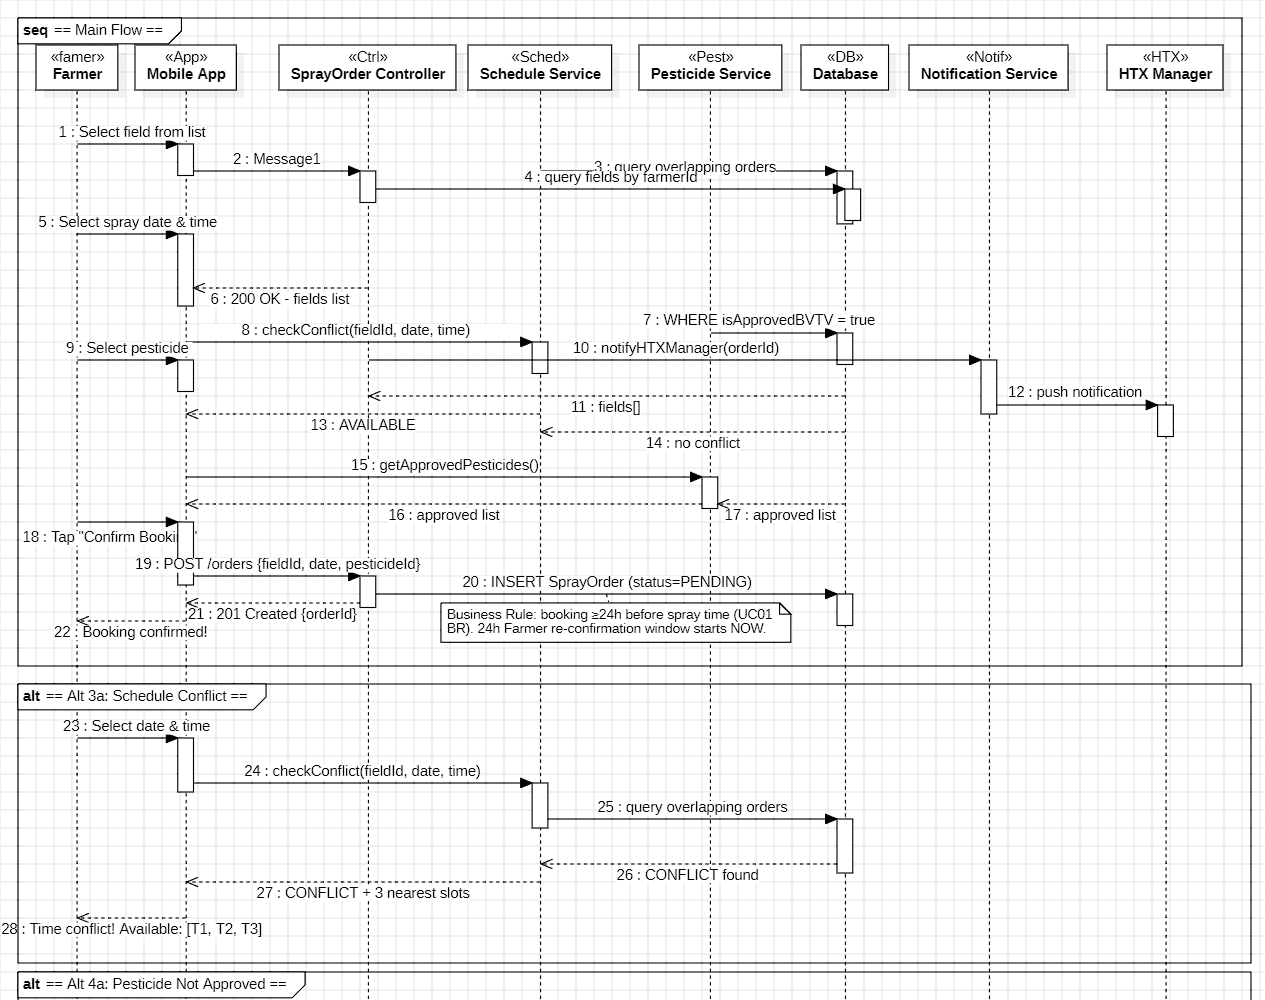 seq == Main Flow ==
«famer»
Farmer
«App»
Mobile App
«Ctrl»
SprayOrder Controller
«Sched»
Schedule Service
«Pest»
Pesticide Service
«DB»
Database
«Notif»
Notification Service
«HTX»
HTX Manager
1 : Select field from list
2 : Message1
3 : query overlapping orders
4 : query fields by farmerId
5 : Select spray date & time
6 : 200 OK - fields list
7 : WHERE isApprovedBVTV = true
8 : checkConflict(fieldId, date, time)
9 : Select pesticide
10 : notifyHTXManager(orderId)
11 : fields[]
12 : push notification
13 : AVAILABLE
14 : no conflict
15 : getApprovedPesticides()
16 : approved list
17 : approved list
18 : Tap "Confirm Booki "
19 : POST /orders {fieldId, date, pesticideId}
20 : INSERT SprayOrder (status=PENDING)
21 : 201 Created {orderId}
Business Rule: booking ≥24h before spray time (UC01
BR). 24h Farmer re-confirmation window starts NOW.
22 : Booking confirmed!
alt == Alt 3a: Schedule Conflict ==
23 : Select date & time
24 : checkConflict(fieldId, date, time)
25 : query overlapping orders
26 : CONFLICT found
27 : CONFLICT + 3 nearest slots
28 : Time conflict! Available: [T1, T2, T3]
alt == Alt 4a: Pesticide Not Approved ==